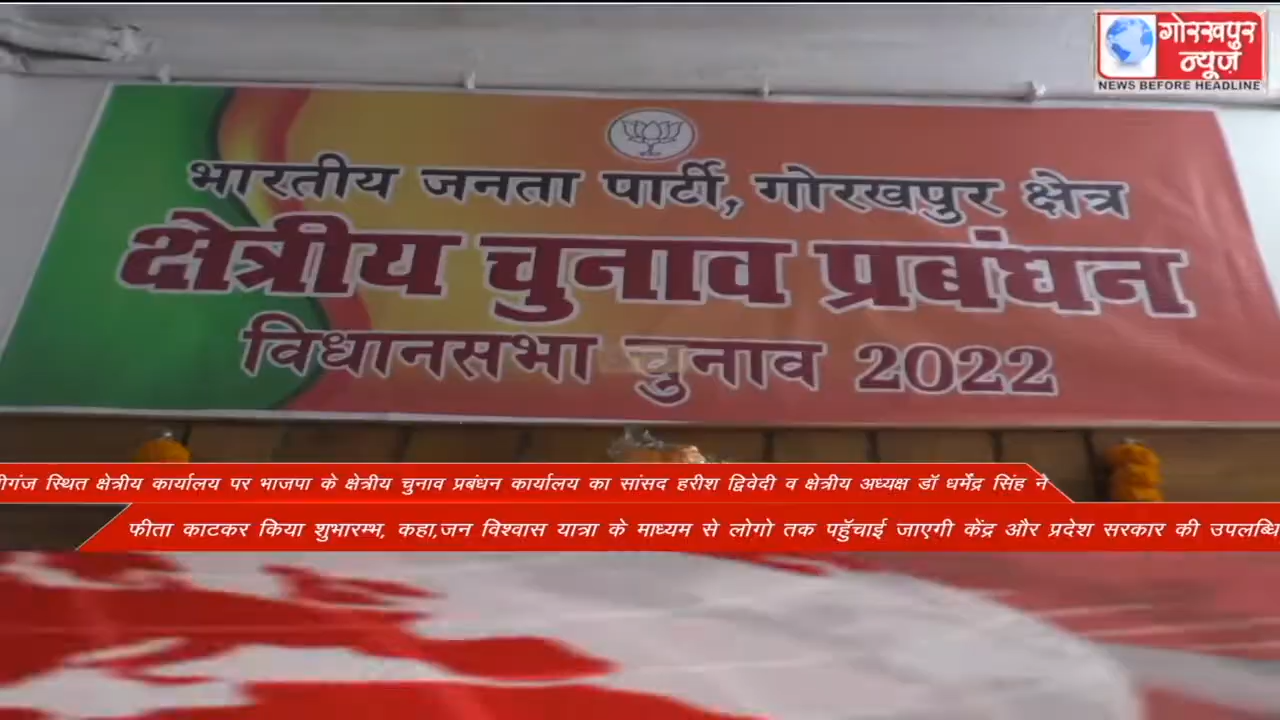 गोरखपुर
न्यूज़
NEWS BEFORE HEADLINE
भारतीय जनता पार्टी, गोरखपुर क्षेत्र
क्षेत्रीय चुनाव प्रबंधन
विधानसभा चुनाव 2022
स्थित क्षेत्रीय कार्यालय पर भाजपा के क्षेत्रीय चुनाव प्रबंधन कार्यालय का सांसद हरीश द्विवेदी व क्षेत्रीय अध्यक्ष डॉ धर्मेंद्र सिंह ने
फीता काटकर किया शुभारम्भ, कहा,जन विश्वास यात्रा के माध्यम से लोगो तक पहुँचाई जाएगी केंद्र और प्रदेश सरकार की उपलब्धि